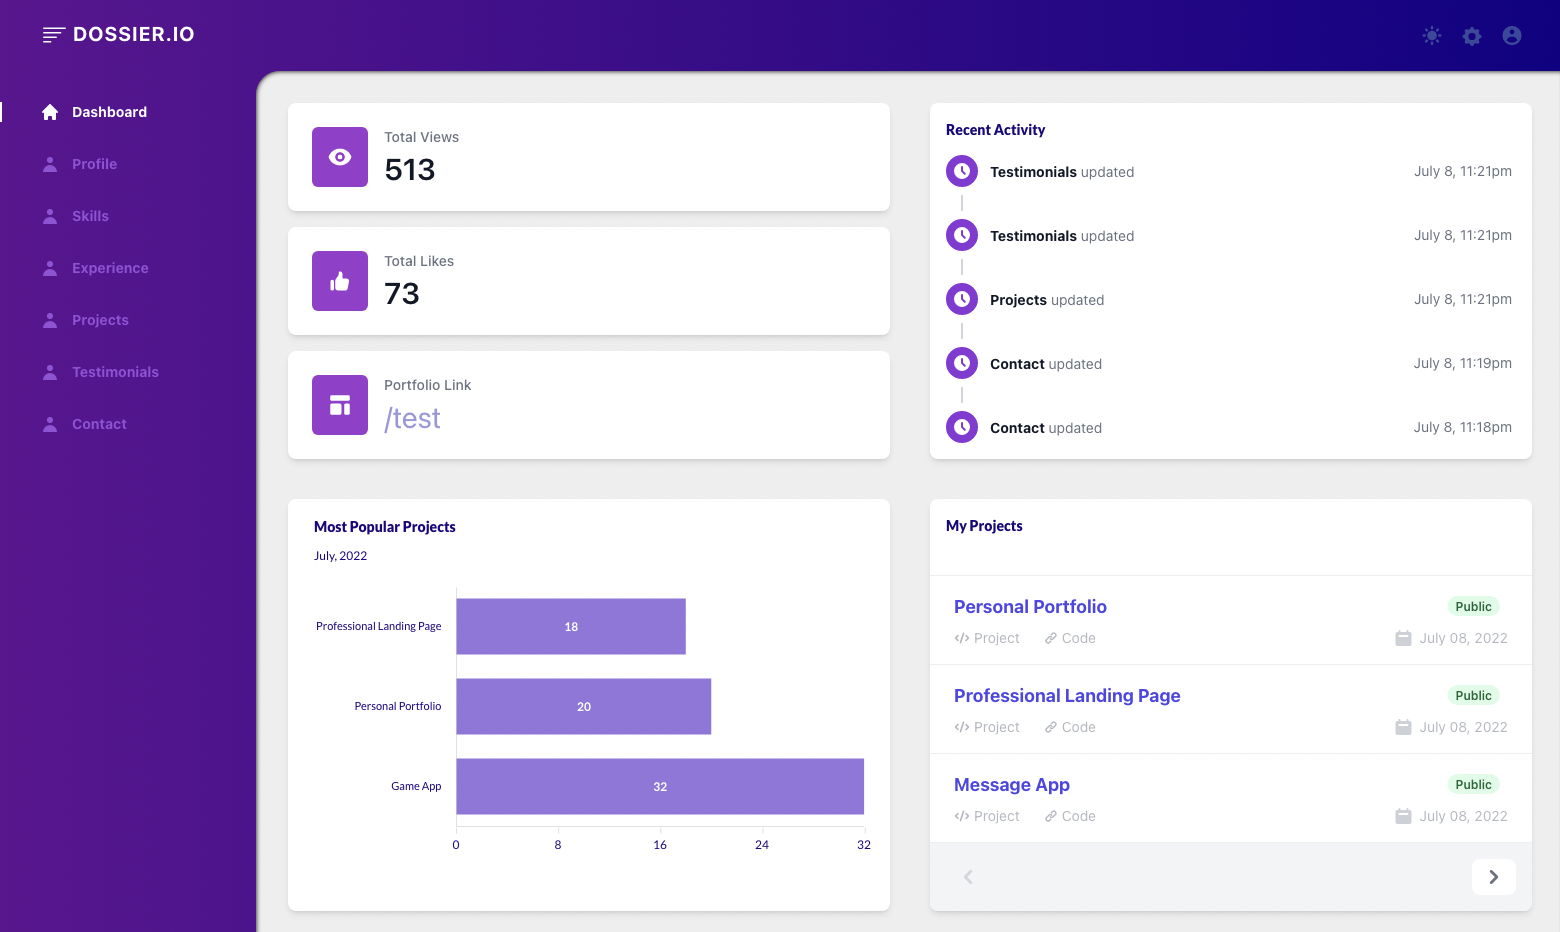 DOSSIER.IO
Dashboard
Profile
Skills
Experience
Projects
Testimonials
Contact
Total Views
513
Total Likes
73
Portfolio Link
/test
Recent Activity
Testimonials updated July 8, 11:21pm
Testimonials updated July 8, 11:21pm
Projects updated July 8, 11:21pm
Contact updated July 8, 11:19pm
Contact updated July 8, 11:18pm
Most Popular Projects
July, 2022
Professional Landing Page 18
Personal Portfolio 20
Game App 32
0 8 16 24 32
My Projects
Personal Portfolio Public
Project Code July 08, 2022
Professional Landing Page Public
Project Code July 08, 2022
Message App Public
Project Code July 08, 2022